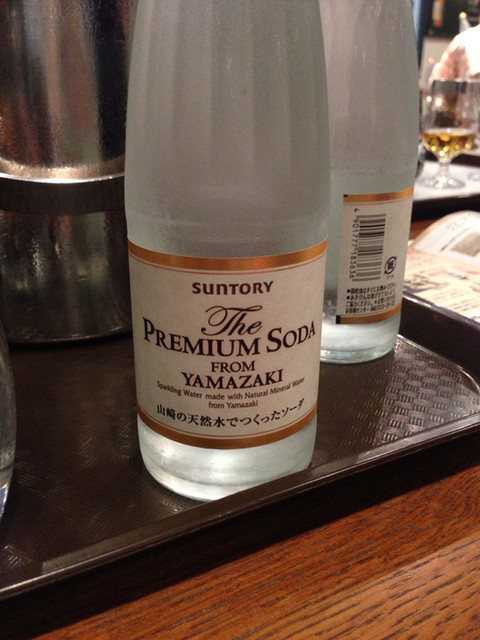 SUNTORY
The
PREMIUM SODA
FROM
YAMAZAKI
Sparkling Water made with Natural Mineral Water
from Yamazaki
山崎の天然水でつくったソーダ
4901777183636